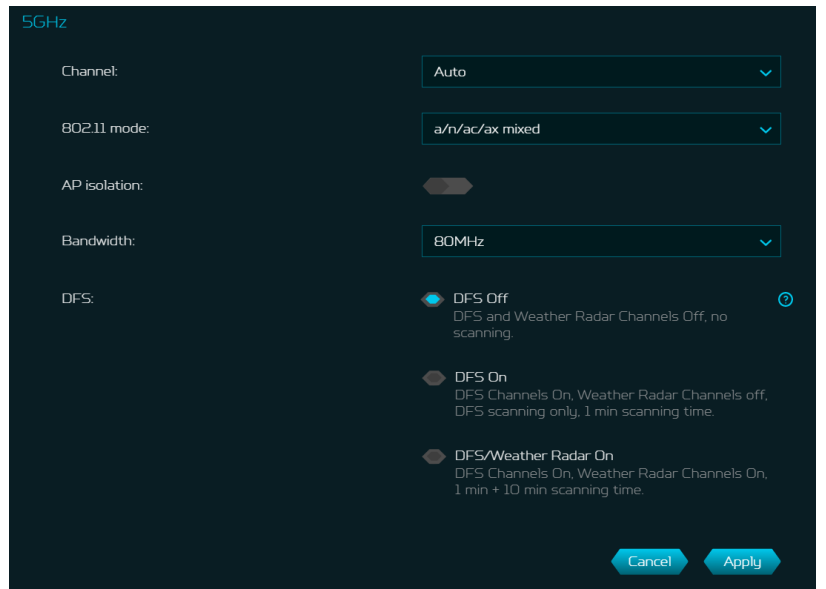 5GHz
Channel:
Auto
802.11 mode:
a/n/ac/ax mixed
AP isolation:
Bandwidth:
80MHz
DFS:
DFS Off
?
DFS and Weather Radar Channels Off, no
scanning.
DFS On
DFS Channels On, Weather Radar Channels off,
DFS scanning only, 1 min scanning time.
DFS/Weather Radar On
DFS Channels On, Weather Radar Channels On,
1 min + 10 min scanning time.
Cancel
Apply